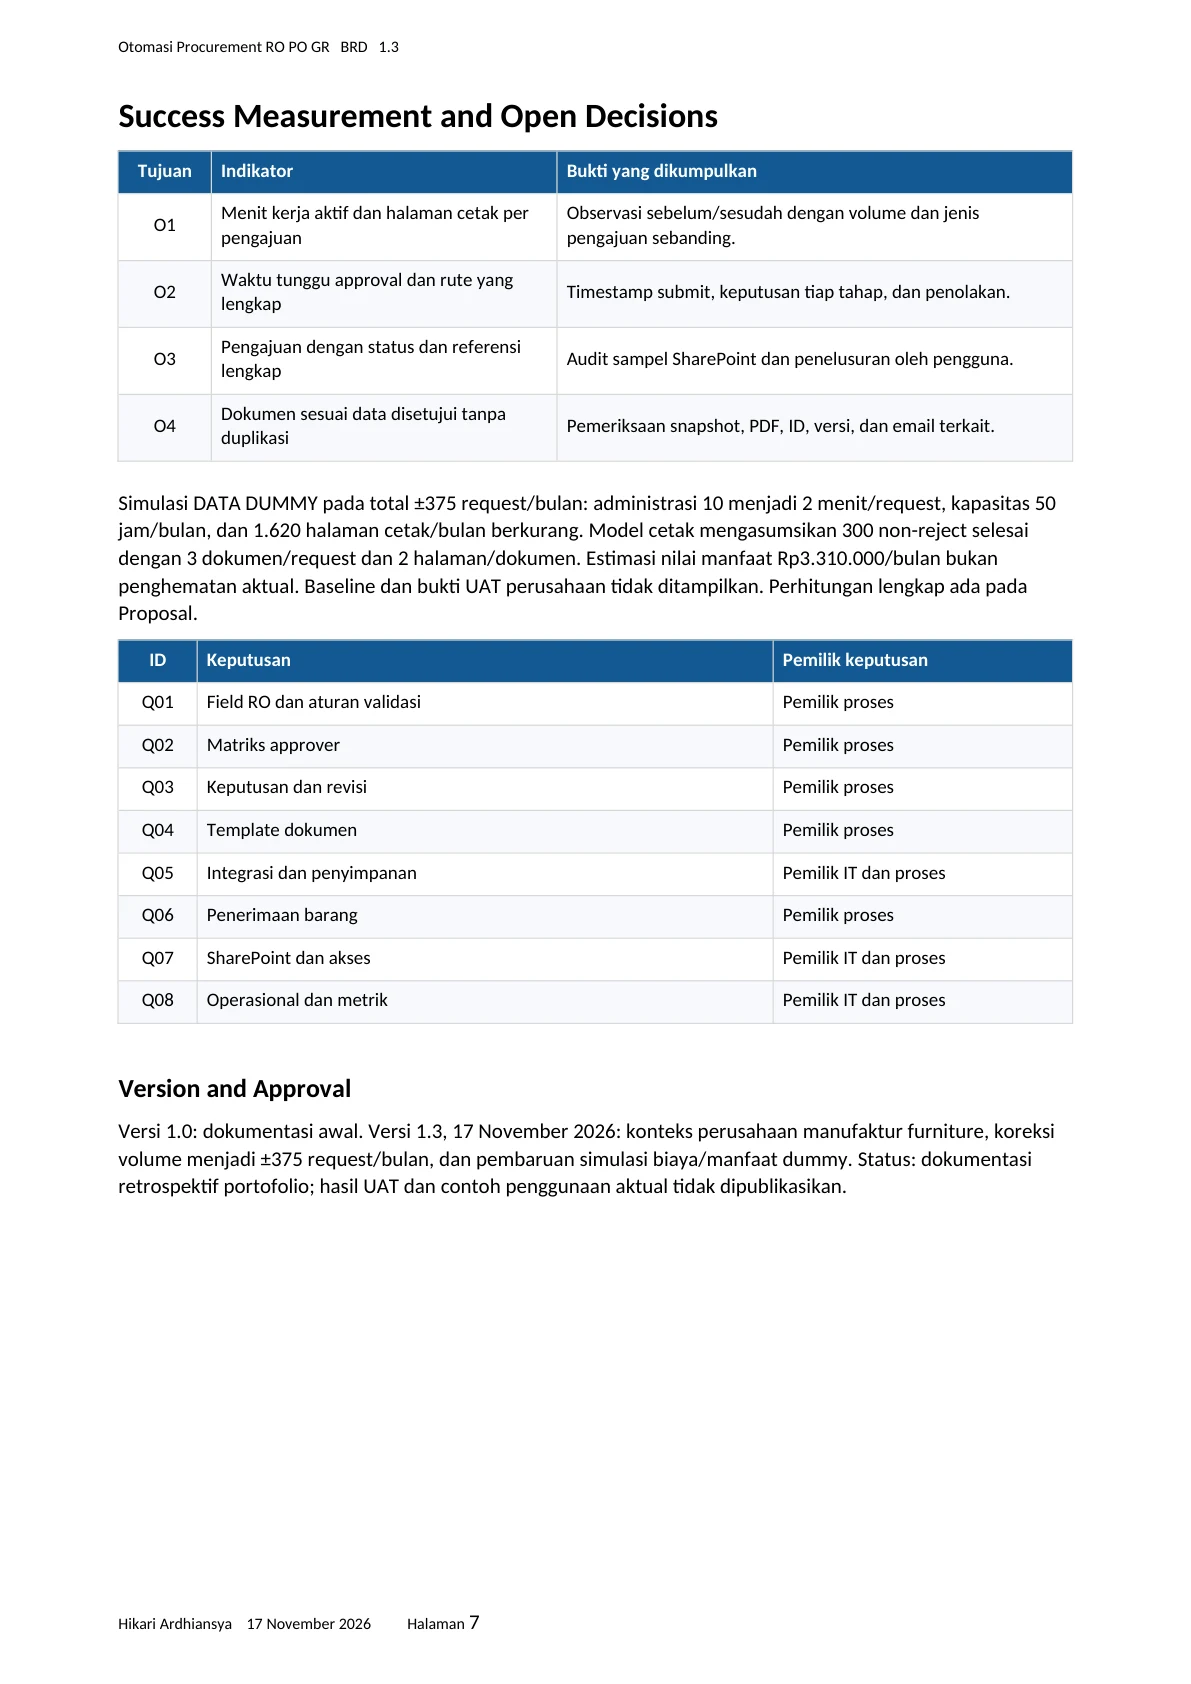 Otomasi Procurement RO PO GR BRD 1.3
Success Measurement and Open Decisions
Tujuan Indikator Bukti yang dikumpulkan
O1 Menit kerja aktif dan halaman cetak per pengajuan Observasi sebelum/sesudah dengan volume dan jenis pengajuan sebanding.
O2 Waktu tunggu approval dan rute yang lengkap Timestamp submit, keputusan tiap tahap, dan penolakan.
O3 Pengajuan dengan status dan referensi lengkap Audit sampel SharePoint dan penelusuran oleh pengguna.
O4 Dokumen sesuai data disetujui tanpa duplikasi Pemeriksaan snapshot, PDF, ID, versi, dan email terkait.
Simulasi DATA DUMMY pada total ±375 request/bulan: administrasi 10 menjadi 2 menit/request, kapasitas 50
jam/bulan, dan 1.620 halaman cetak/bulan berkurang. Model cetak mengasumsikan 300 non-reject selesai
dengan 3 dokumen/request dan 2 halaman/dokumen. Estimasi nilai manfaat Rp3.310.000/bulan bukan
penghematan aktual. Baseline dan bukti UAT perusahaan tidak ditampilkan. Perhitungan lengkap ada pada
Proposal.
ID Keputusan Pemilik keputusan
Q01 Field RO dan aturan validasi Pemilik proses
Q02 Matriks approver Pemilik proses
Q03 Keputusan dan revisi Pemilik proses
Q04 Template dokumen Pemilik proses
Q05 Integrasi dan penyimpanan Pemilik IT dan proses
Q06 Penerimaan barang Pemilik proses
Q07 SharePoint dan akses Pemilik IT dan proses
Q08 Operasional dan metrik Pemilik IT dan proses
Version and Approval
Versi 1.0: dokumentasi awal. Versi 1.3, 17 November 2026: konteks perusahaan manufaktur furniture, koreksi
volume menjadi ±375 request/bulan, dan pembaruan simulasi biaya/manfaat dummy. Status: dokumentasi
retrospektif portofolio; hasil UAT dan contoh penggunaan aktual tidak dipublikasikan.
Hikari Ardhiansya 17 November 2026 Halaman 7